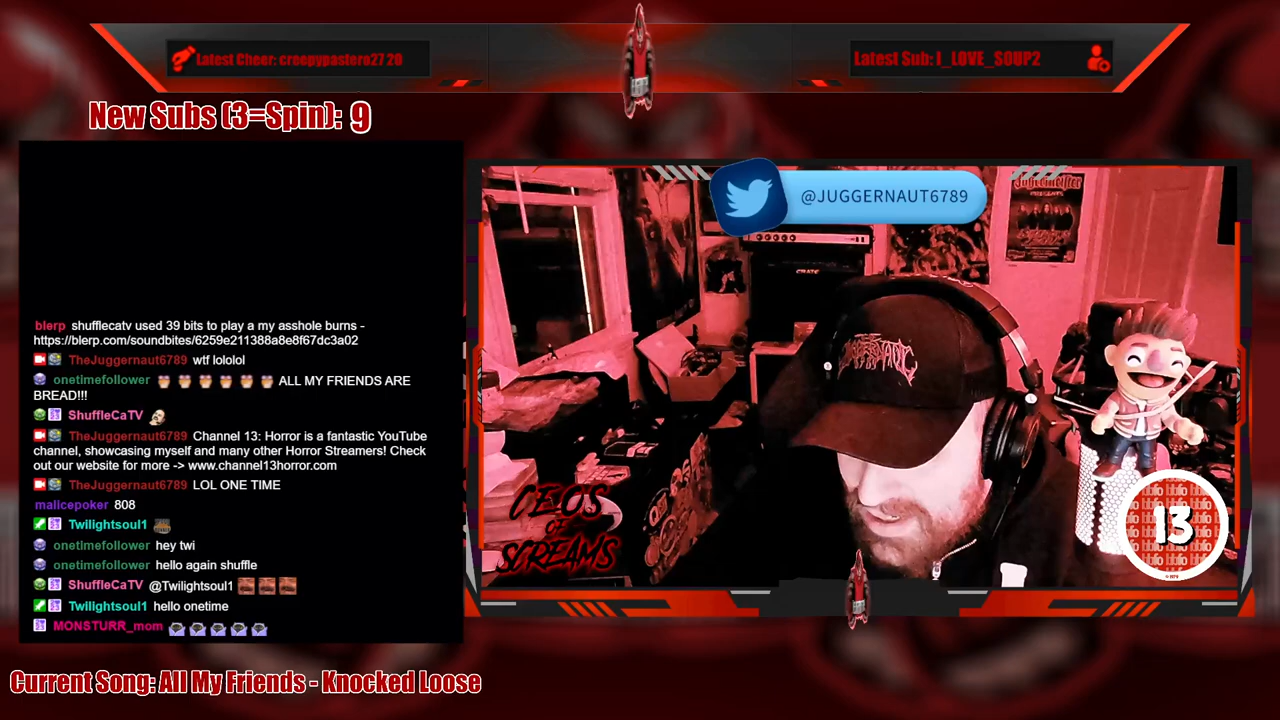 Latest Cheer: creepypastero27 20
Latest Sub: I_LOVE_SOUP2
New Subs (3=Spin): 9
@JUGGERNAUT6789
blerp shufflecatv used 39 bits to play a my asshole burns -
https://blerp.com/soundbites/6259e211388a8e8f67dc3a02
TheJuggernaut6789 wtf lololol
onetimefollower ALL MY FRIENDS ARE
BREAD!!!
ShuffleCaTV
TheJuggernaut6789 Channel 13: Horror is a fantastic YouTube
channel, showcasing myself and many other Horror Streamers! Check
out our website for more -> www.channel13horror.com
TheJuggernaut6789 LOL ONE TIME
malicepoker 808
Twilightsoul1
onetimefollower hey twi
onetimefollower hello again shuffle
ShuffleCaTV @Twilightsoul1
Twilightsoul1 hello onetime
MONSTURR_mom
CEOS
OF
SCREAMS
13
Current Song: All My Friends - Knocked Loose